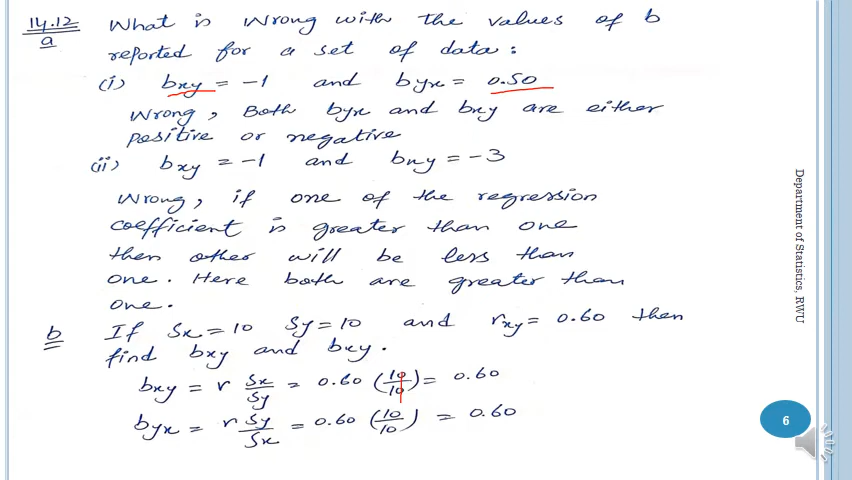 14.12 What is Wrong with the values of b
a reported for a set of data:
(i) bxy = -1 and byx = 0.50
Wrong, Both byx and bxy are either
positive or negative
(ii) bxy = -1 and bxy = -3
Wrong, if one of the regression
coefficient is greater than one
then other will be less than
one. Here both are greater than
one.
b If Sx = 10 Sy = 10 and rxy = 0.60 then
find bxy and bxy.
bxy = r Sx/Sy = 0.60 (10/10) = 0.60
byx = r Sy/Sx = 0.60 (10/10) = 0.60
Department of Statistics, RWU
6